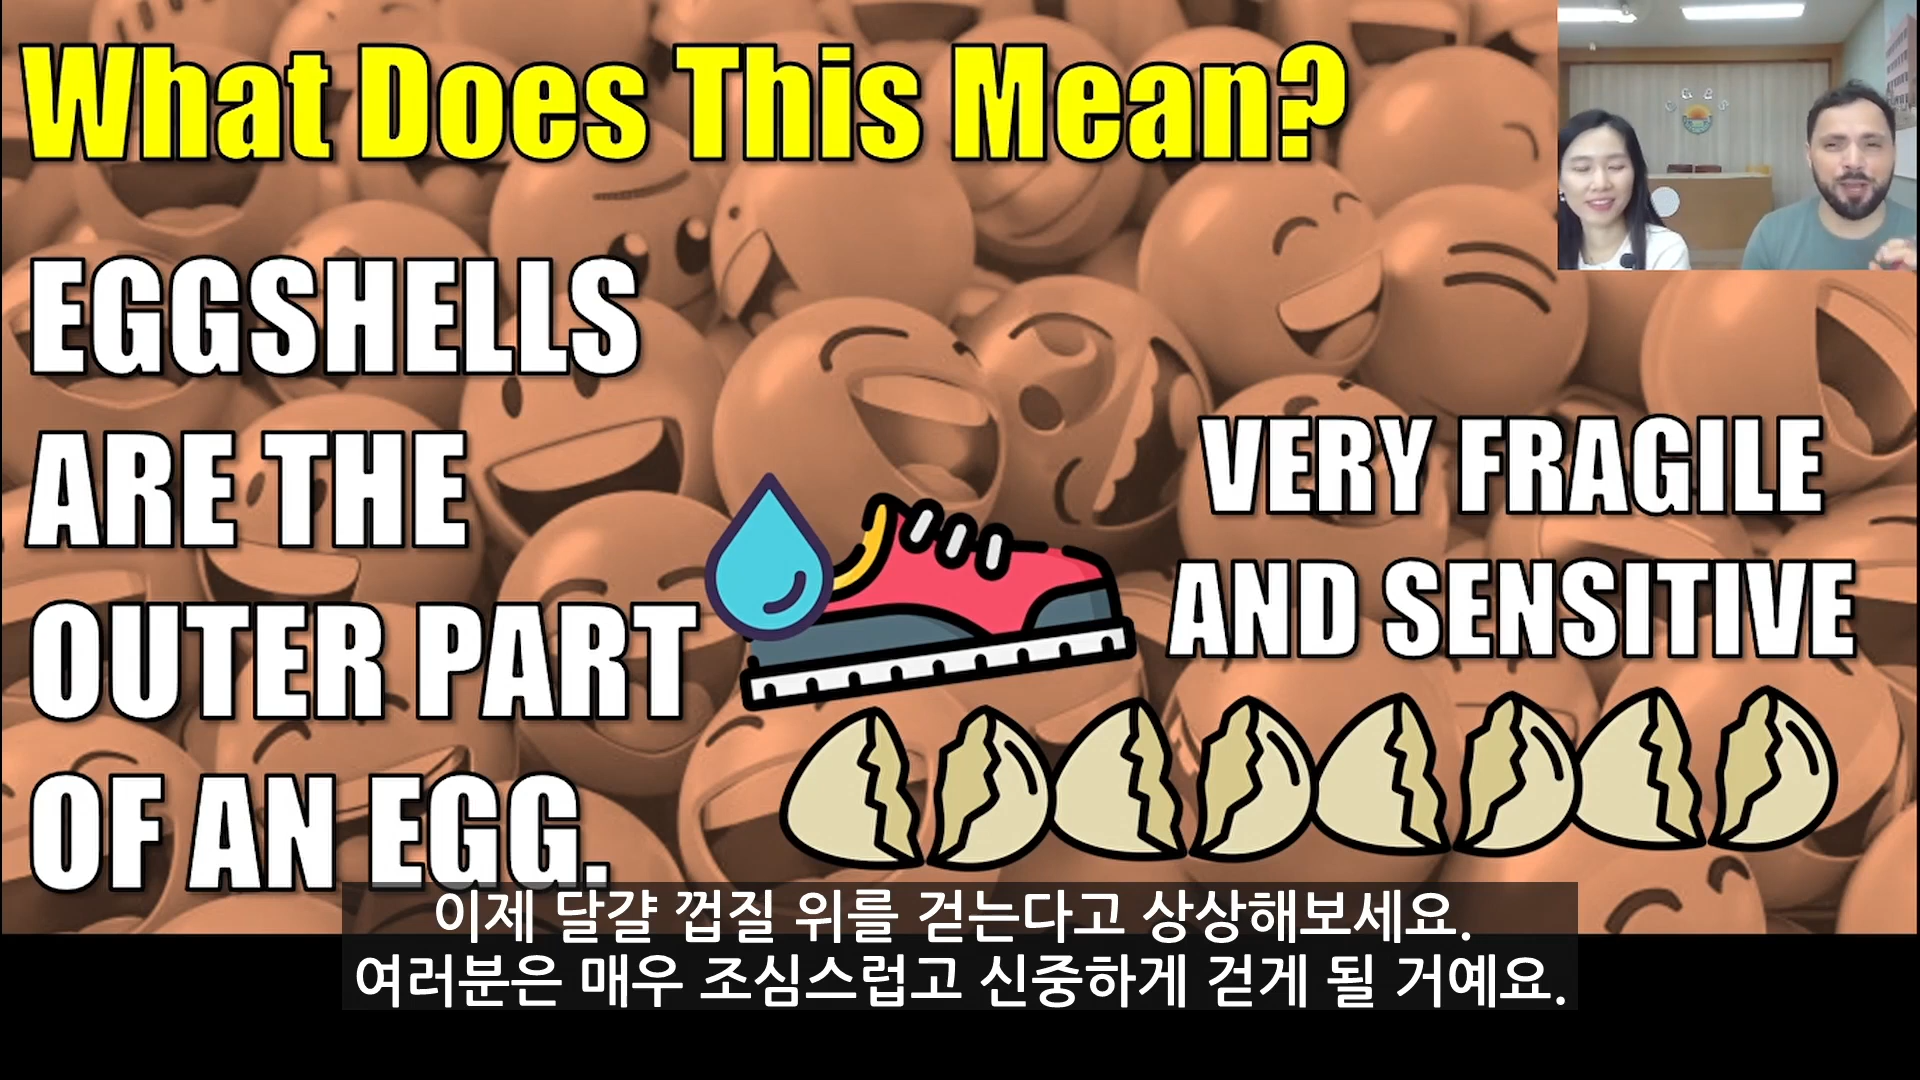 What Does This Mean?
EGGSHELLS
ARE THE
OUTER PART
OF AN EGG.
VERY FRAGILE
AND SENSITIVE
이제 달걀 껍질 위를 걷는다고 상상해보세요.
여러분은 매우 조심스럽고 신중하게 걷게 될 거예요.